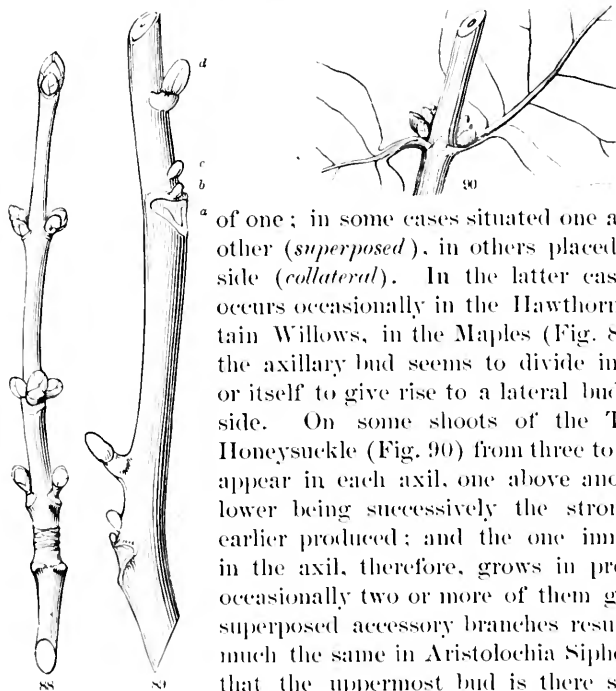 d
c
b
a
90
of one; in some cases situated one a
other (superposed), in others placed
side (collateral). In the latter cas
occurs occasionally in the Hawthorn
tain Willows, in the Maples (Fig. 8
the axillary bud seems to divide in
or itself to give rise to a lateral bud
side. On some shoots of the T
Honeysuckle (Fig. 90) from three to
appear in each axil, one above ano
lower being successively the stron
earlier produced; and the one imm
in the axil, therefore, grows in pre
occasionally two or more of them g
superposed accessory branches resu
much the same in Aristolochia Sipho
that the uppermost bud is there s
88
89